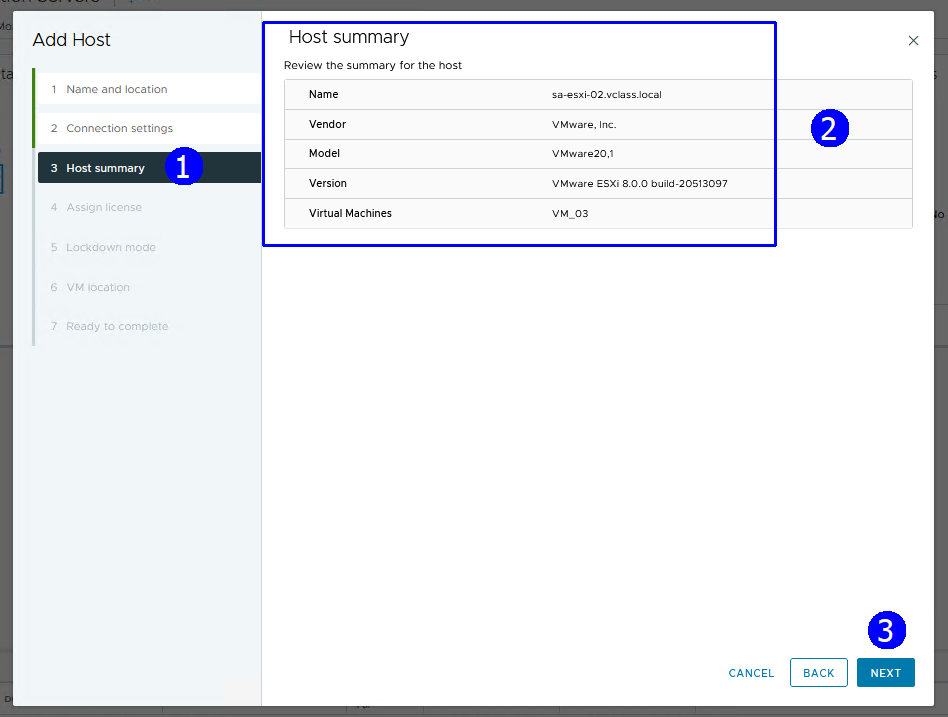 Add Host
1 Name and location
2 Connection settings
3 Host summary
1
4 Assign license
5 Lockdown mode
6 VM location
7 Ready to complete
Host summary
Review the summary for the host
Name sa-esxi-02.vclass.local
Vendor VMware, Inc.
Model VMware20,1
Version VMware ESXi 8.0.0 build-20513097
Virtual Machines VM_03
2
No
3
CANCEL BACK NEXT